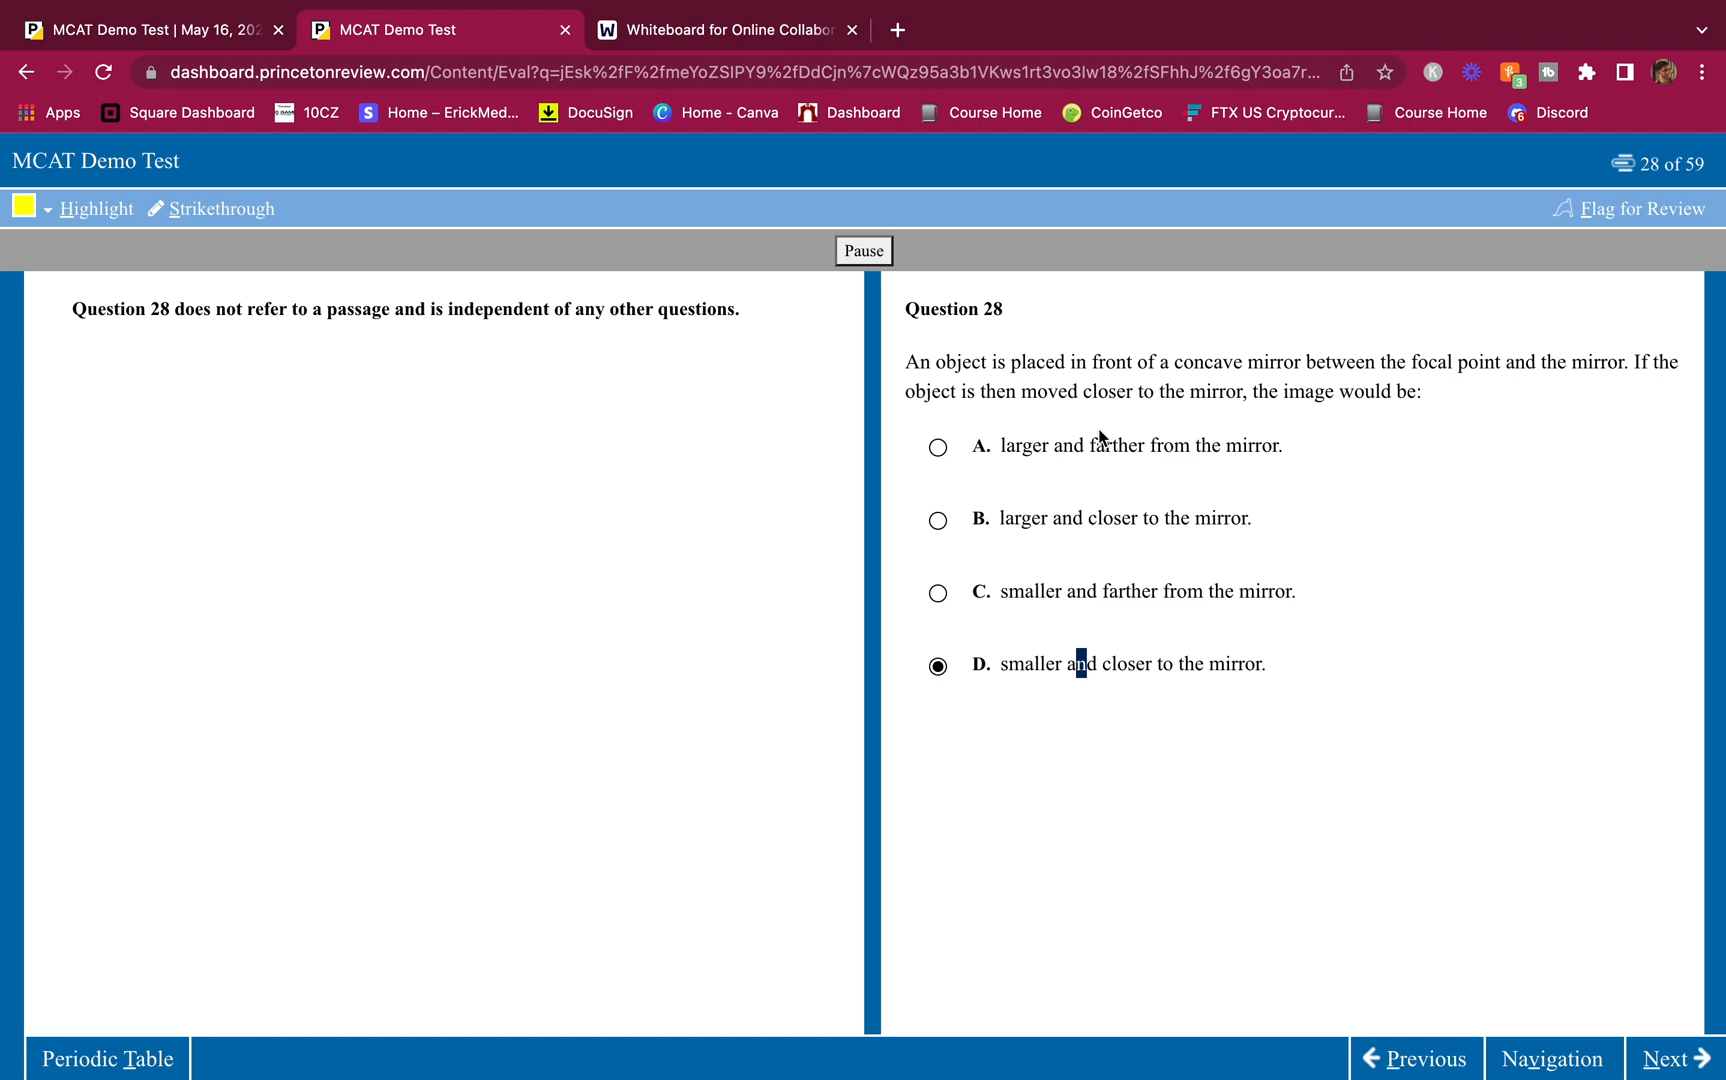 MCAT Demo Test | May 16, 202
MCAT Demo Test
Whiteboard for Online Collabor
dashboard.princetonreview.com/Content/Eval?q=jEsk%2fF%2fmeYoZSIPY9%2fDdCjn%7cWQz95a3b1VKws1rt3vo3lw18%2fSFhhJ%2f6gY3oa7r...
Apps
Square Dashboard
10CZ
Home – ErickMed...
DocuSign
Home - Canva
Dashboard
Course Home
CoinGetco
FTX US Cryptocur...
Course Home
Discord
MCAT Demo Test
28 of 59
Highlight
Strikethrough
Flag for Review
Pause
Question 28 does not refer to a passage and is independent of any other questions.
Question 28
An object is placed in front of a concave mirror between the focal point and the mirror. If the
object is then moved closer to the mirror, the image would be:
A. larger and farther from the mirror.
B. larger and closer to the mirror.
C. smaller and farther from the mirror.
D. smaller and closer to the mirror.
Periodic Table
Previous
Navigation
Next